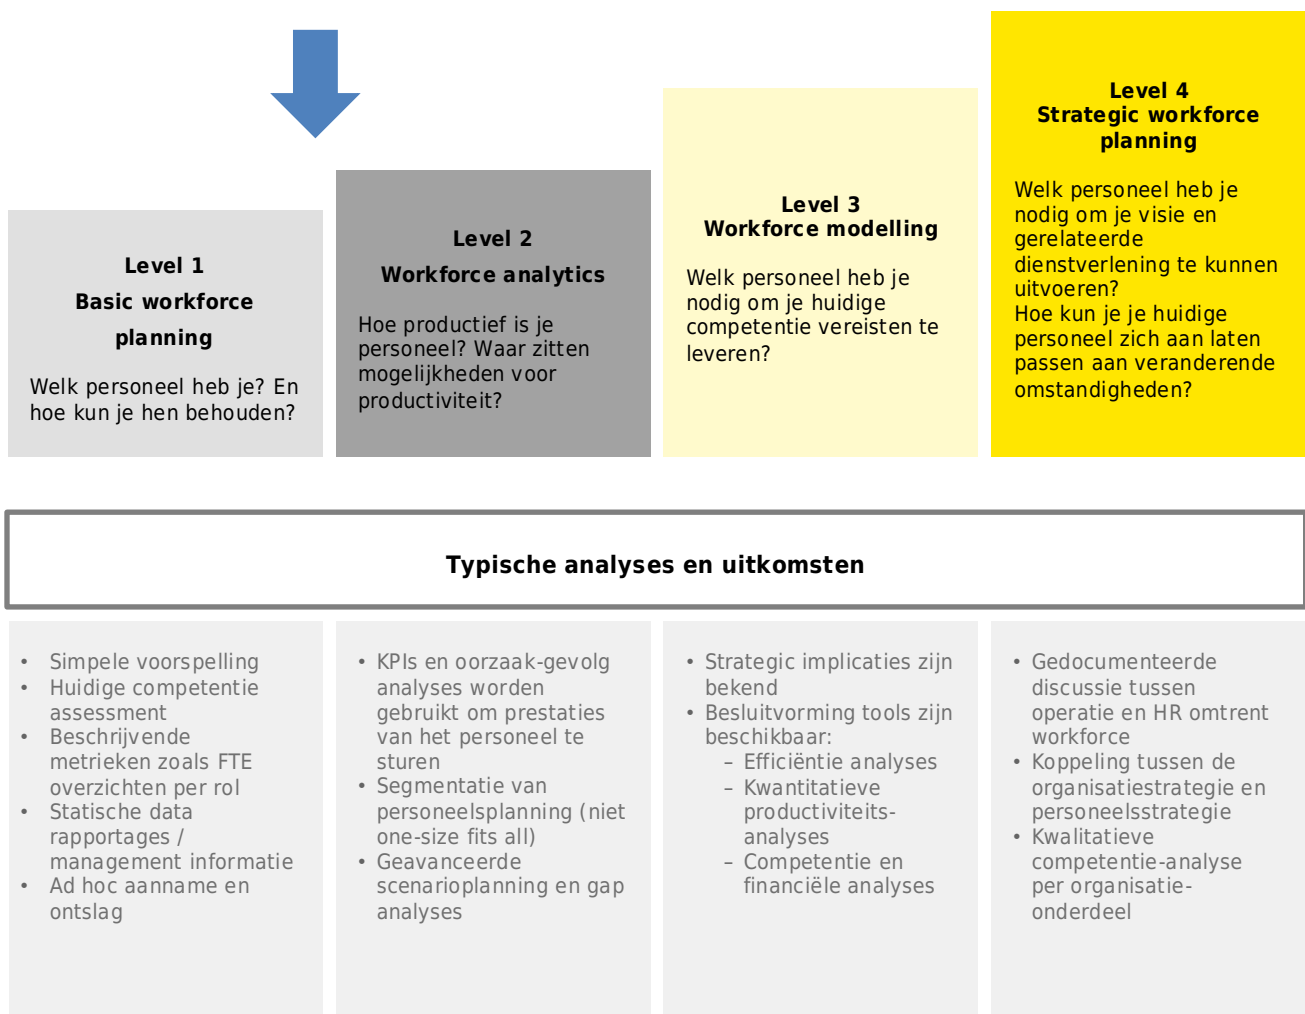 Level 1
Basic workforce
planning
Welk personeel heb je? En
hoe kun je hen behouden?
Level 2
Workforce analytics
Hoe productief is je
personeel? Waar zitten
mogelijkheden voor
productiviteit?
Level 3
Workforce modelling
Welk personeel heb je
nodig om je huidige
competentie vereisten te
leveren?
Level 4
Strategic workforce
planning
Welk personeel heb je
nodig om je visie en
gerelateerde
dienstverlening te kunnen
uitvoeren?
Hoe kun je je huidige
personeel zich aan laten
passen aan veranderende
omstandigheden?
Typische analyses en uitkomsten
• Simpele voorspelling
• Huidige competentie
assessment
• Beschrijvende
metrieken zoals FTE
overzichten per rol
• Statische data
rapportages /
management informatie
• Ad hoc aanname en
ontslag
• KPIs en oorzaak-gevolg
analyses worden
gebruikt om prestaties
van het personeel te
sturen
• Segmentatie van
personeelsplanning (niet
one-size fits all)
• Geavanceerde
scenarioplanning en gap
analyses
• Strategic implicaties zijn
bekend
• Besluitvorming tools zijn
beschikbaar:
– Efficiëntie analyses
– Kwantitatieve
productiviteits-
analyses
– Competentie en
financiële analyses
• Gedocumenteerde
discussie tussen
operatie en HR omtrent
workforce
• Koppeling tussen de
organisatiestrategie en
personeelsstrategie
• Kwalitatieve
competentie-analyse
per organisatie-
onderdeel